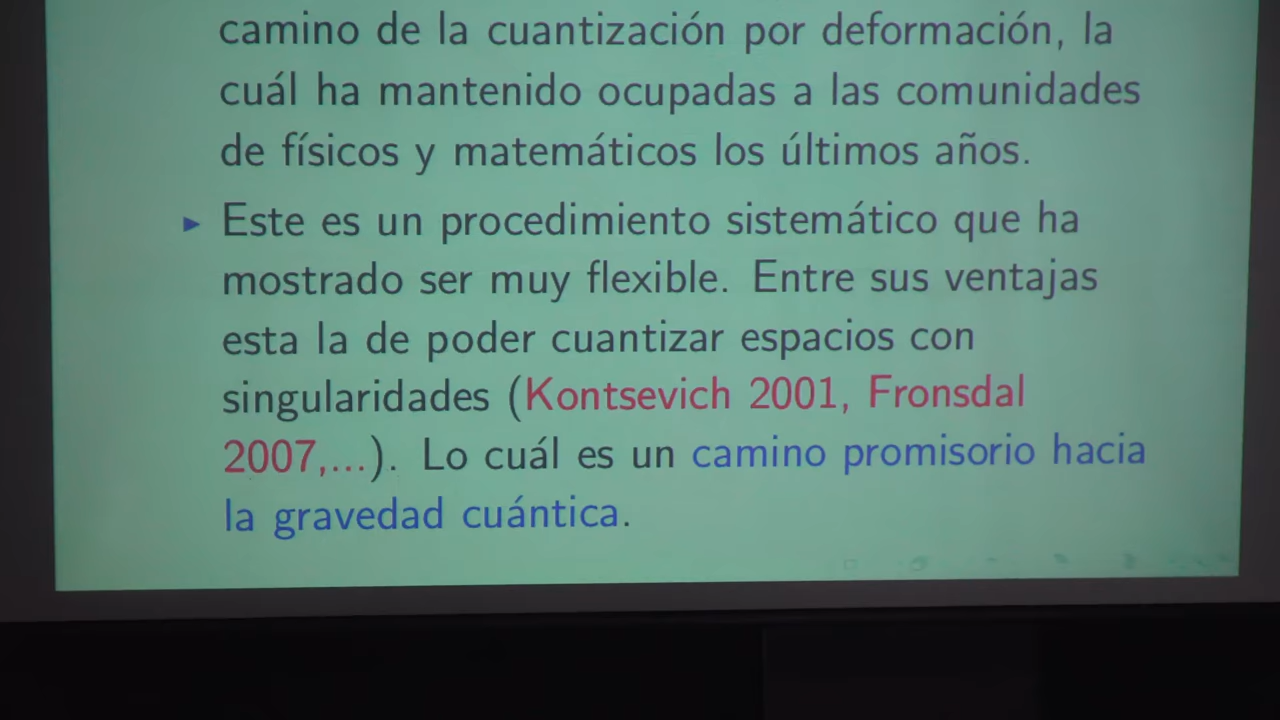 camino de la cuantización por deformación, la
cuál ha mantenido ocupadas a las comunidades
de físicos y matemáticos los últimos años.
Este es un procedimiento sistemático que ha
mostrado ser muy flexible. Entre sus ventajas
esta la de poder cuantizar espacios con
singularidades (Kontsevich 2001, Fronsdal
2007,...). Lo cuál es un camino promisorio hacia
la gravedad cuántica.